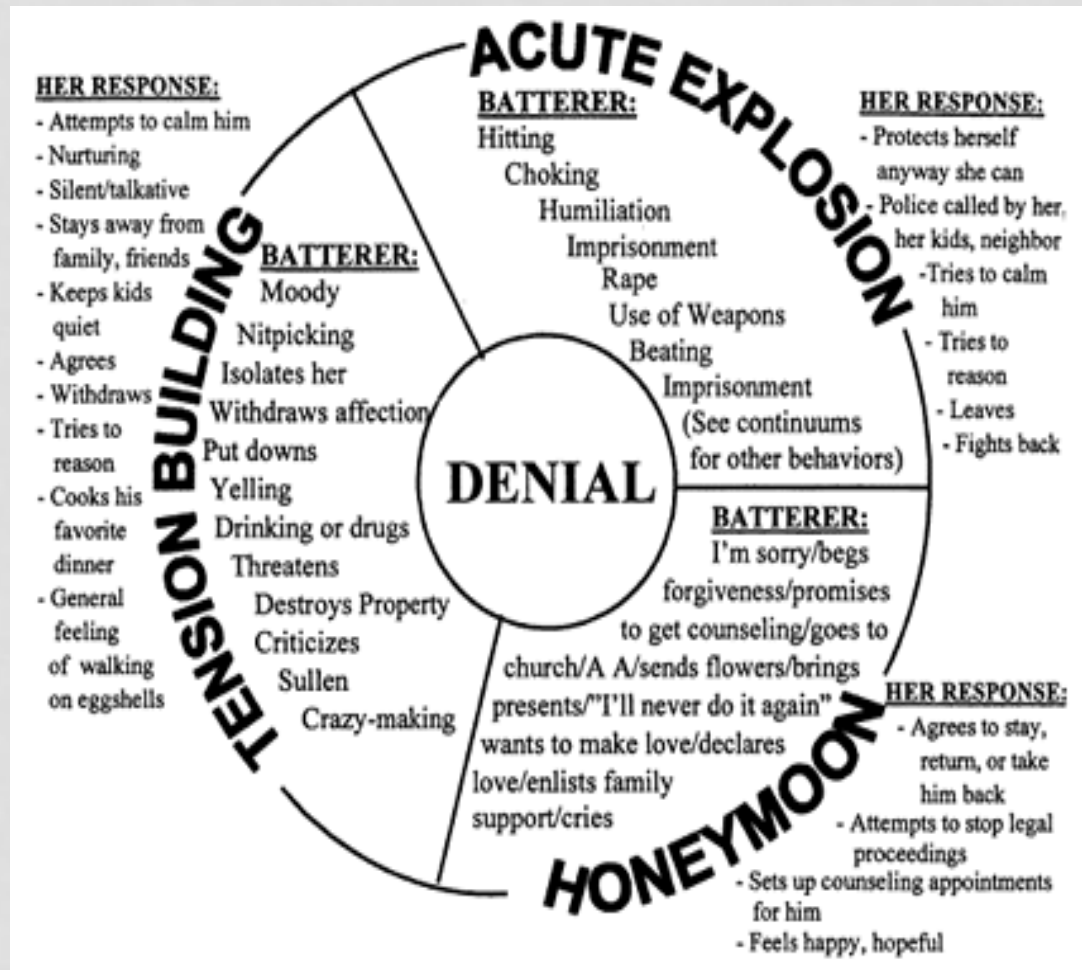 ACUTE EXPLOSION
BATTERER:
Hitting
Choking
Humiliation
Imprisonment
Rape
Use of Weapons
Beating
Imprisonment
(See continuums
for other behaviors)
HER RESPONSE:
- Protects herself
anyway she can
- Police called by her,
her kids, neighbor
-Tries to calm
him
- Tries to
reason
- Leaves
- Fights back
HER RESPONSE:
- Attempts to calm him
- Nurturing
- Silent/talkative
- Stays away from
family, friends
- Keeps kids
quiet
- Agrees
- Withdraws
- Tries to
reason
- Cooks his
favorite
dinner
- General
feeling
of walking
on eggshells
TENSION BUILDING
BATTERER:
Moody
Nitpicking
Isolates her
Withdraws affection
Put downs
Yelling
Drinking or drugs
Threatens
Destroys Property
Criticizes
Sullen
Crazy-making
DENIAL
BATTERER:
I'm sorry/begs
forgiveness/promises
to get counseling/goes to
church/A A/sends flowers/brings
presents/"I'll never do it again"
wants to make love/declares
love/enlists family
support/cries
HONEYMOON
HER RESPONSE:
- Agrees to stay,
return, or take
him back
- Attempts to stop legal
proceedings
- Sets up counseling appointments
for him
- Feels happy, hopeful